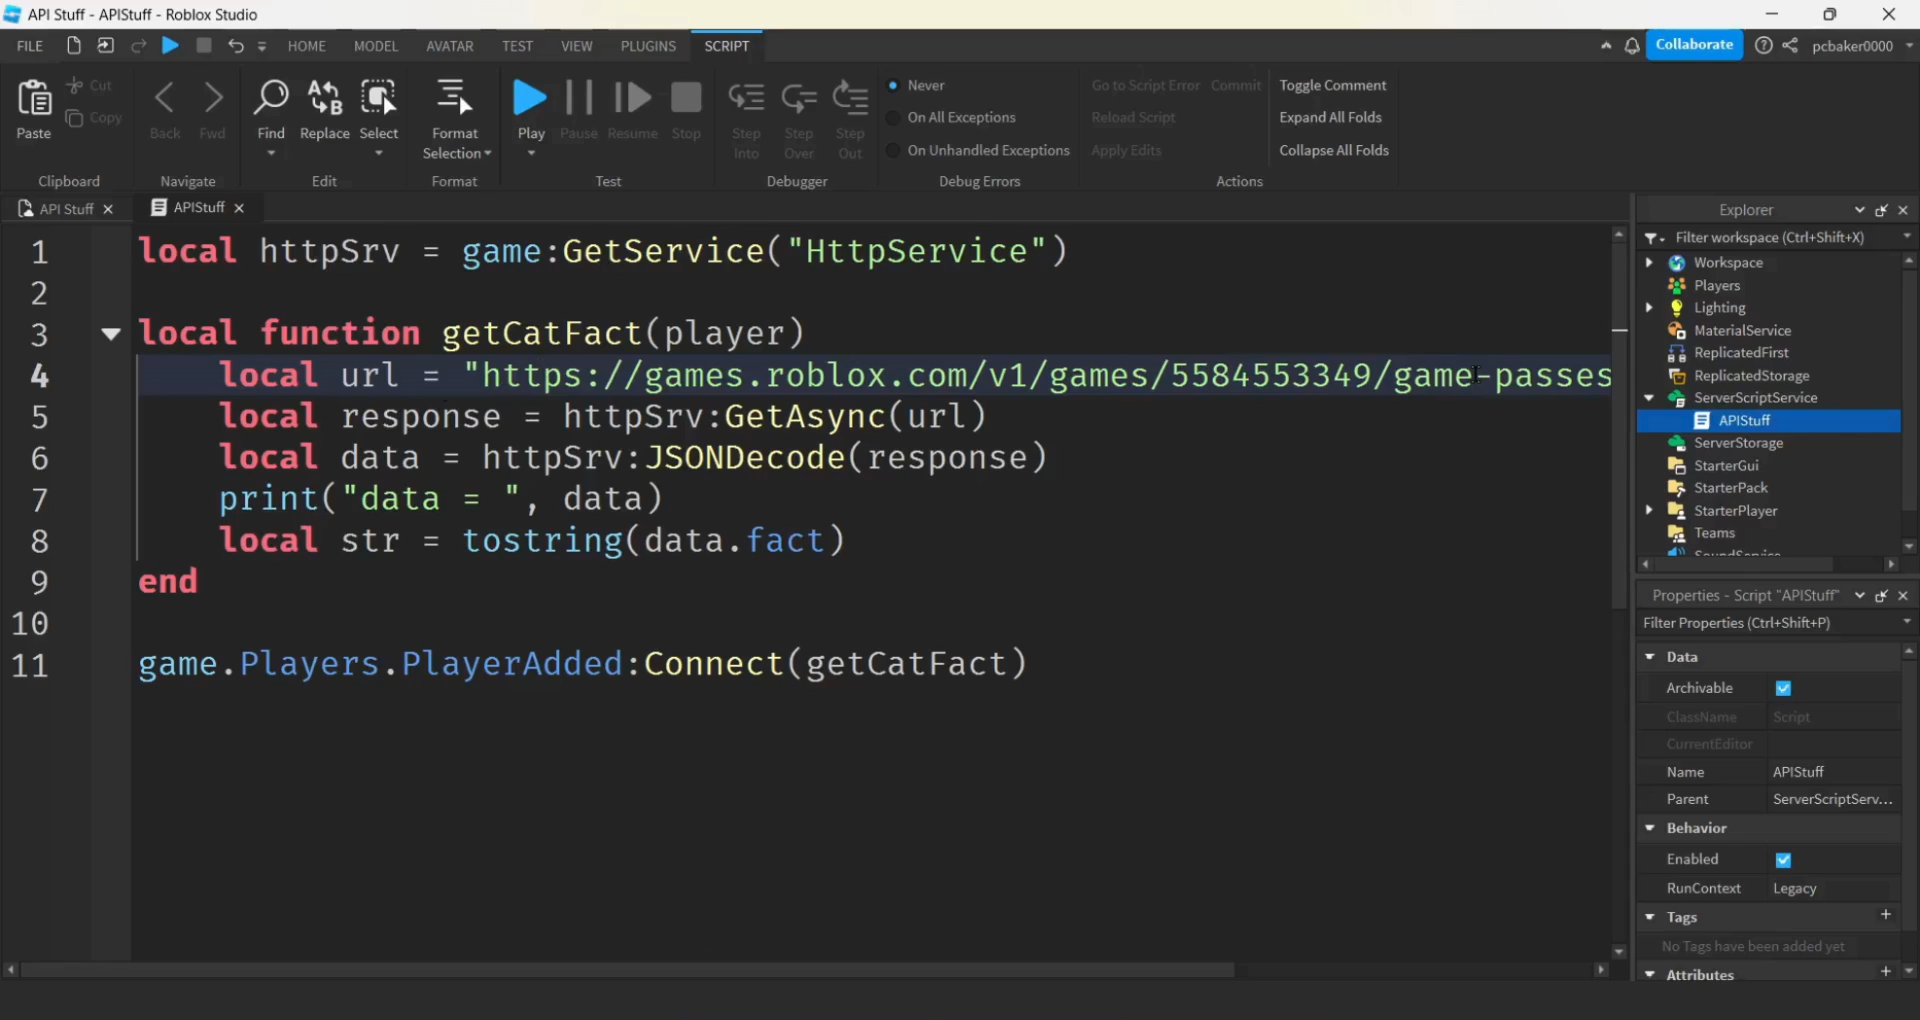 API Stuff - APIStuff - Roblox Studio
FILE HOME MODEL AVATAR TEST VIEW PLUGINS SCRIPT Collaborate pcbaker0000
Paste Cut Copy
Clipboard
Back Fwd
Navigate
Find Replace Select
Edit
Format Selection
Format
Play Pause Resume Stop
Test
Step Into Step Over Step Out
Debugger
Never
On All Exceptions
On Unhandled Exceptions
Debug Errors
Go to Script Error Commit
Reload Script
Apply Edits
Toggle Comment
Expand All Folds
Collapse All Folds
Actions
API Stuff APIStuff
1 local httpSrv = game:GetService("HttpService")
2
3 local function getCatFact(player)
4 local url = "https://games.roblox.com/v1/games/5584553349/game-passes
5 local response = httpSrv:GetAsync(url)
6 local data = httpSrv:JSONDecode(response)
7 print("data = ", data)
8 local str = tostring(data.fact)
9 end
10
11 game.Players.PlayerAdded:Connect(getCatFact)
Explorer
Filter workspace (Ctrl+Shift+X)
Workspace
Players
Lighting
MaterialService
ReplicatedFirst
ReplicatedStorage
ServerScriptService
APIStuff
ServerStorage
StarterGui
StarterPack
StarterPlayer
Teams
SoundService
Properties - Script "APIStuff"
Filter Properties (Ctrl+Shift+P)
Data
Archivable
ClassName Script
CurrentEditor
Name APIStuff
Parent ServerScriptServ...
Behavior
Enabled
RunContext Legacy
Tags
No Tags have been added yet
Attributes